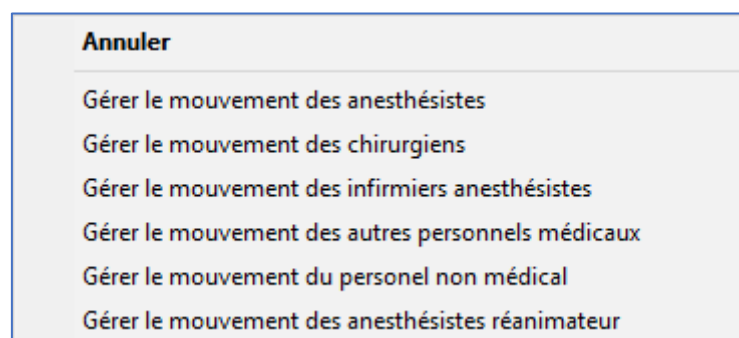 Annuler
Gérer le mouvement des anesthésistes
Gérer le mouvement des chirurgiens
Gérer le mouvement des infirmiers anesthésistes
Gérer le mouvement des autres personnels médicaux
Gérer le mouvement du personel non médical
Gérer le mouvement des anesthésistes réanimateur